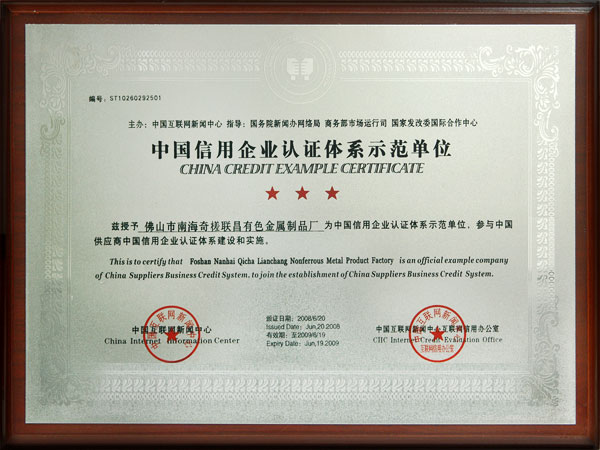 编号: ST10260292501
主办: 中国互联网新闻中心 指导: 国务院新闻办网络局 商务部市场运行司 国家发改委国际合作中心
中国信用企业认证体系示范单位
CHINA CREDIT EXAMPLE CERTIFICATE
兹授予 佛山市南海奇搓联昌有色金属制品厂 为中国信用企业认证体系示范单位, 参与中国
供应商中国信用企业认证体系建设和实施。
This is to certify that Foshan Nanhai Qicha Lianchang Nonferrous Metal Product Factory is an official example company
of China Suppliers Business Credit System, to join the establishment of China Suppliers Business Credit System.
颁证日期: 2008/6/20
Issued Date: Jun,20.2008
有效期: 至2009/6/19
Expiry Date: Jun,19.2009
中国互联网新闻中心
China Internet Information Center
中国互联网新闻中心互联网信用办公室
CIIC Internet Credit Evaluation Office
互联网信用办公室